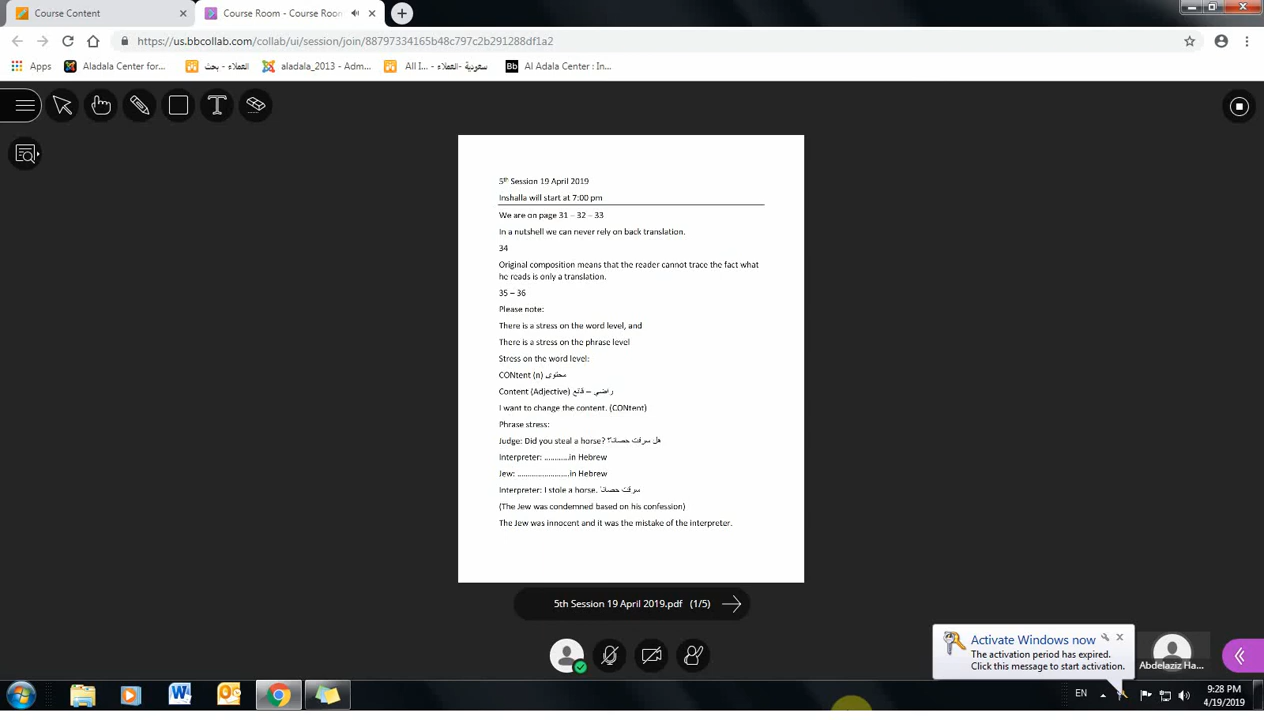 Course Content
Course Room - Course Room
https://us.bbcollab.com/collab/ui/session/join/88797334165b48c797c2b291288df1a2
Apps
Aladala Center for...
العملاء - بحث
aladala_2013 - Adm...
All I... - سعودية -العملاء
Al Adala Center : In...
5th Session 19 April 2019
Inshalla will start at 7:00 pm
We are on page 31 – 32 – 33
In a nutshell we can never rely on back translation.
34
Original composition means that the reader cannot trace the fact what
he reads is only a translation.
35 – 36
Please note:
There is a stress on the word level, and
There is a stress on the phrase level
Stress on the word level:
CONtent (n) محتوى
Content (Adjective) راضي – قانع
I want to change the content. (CONtent)
Phrase stress:
Judge: Did you steal a horse? هل سرقت حصانا؟
Interpreter: ...........in Hebrew
Jew: .......................in Hebrew
Interpreter: I stole a horse. سرقت حصانا
(The Jew was condemned based on his confession)
The Jew was innocent and it was the mistake of the interpreter.
5th Session 19 April 2019.pdf (1/5)
Activate Windows now
The activation period has expired.
Click this message to start activation.
Abdelaziz Ha...
EN
9:28 PM
4/19/2019